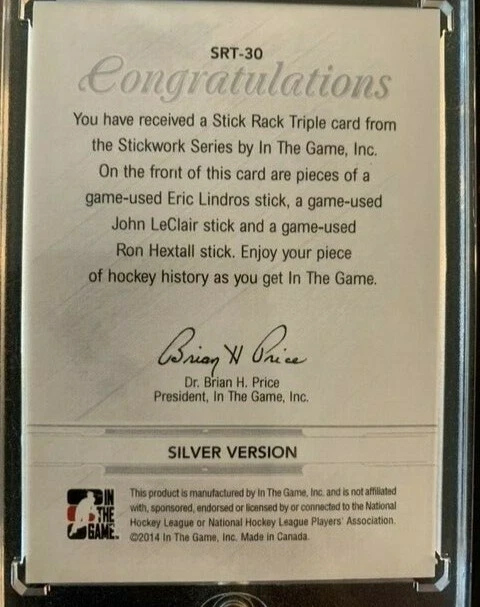 SRT-30
Congratulations
You have received a Stick Rack Triple card from
the Stickwork Series by In The Game, Inc.
On the front of this card are pieces of a
game-used Eric Lindros stick, a game-used
John LeClair stick and a game-used
Ron Hextall stick. Enjoy your piece
of hockey history as you get In The Game.
Brian H Price
Dr. Brian H. Price
President, In The Game, Inc.
SILVER VERSION
IN
THE
GAME
This product is manufactured by In The Game, Inc. and is not affiliated
with, sponsored, endorsed or licensed by or connected to the National
Hockey League or National Hockey League Players' Association.
©2014 In The Game, Inc. Made in Canada.